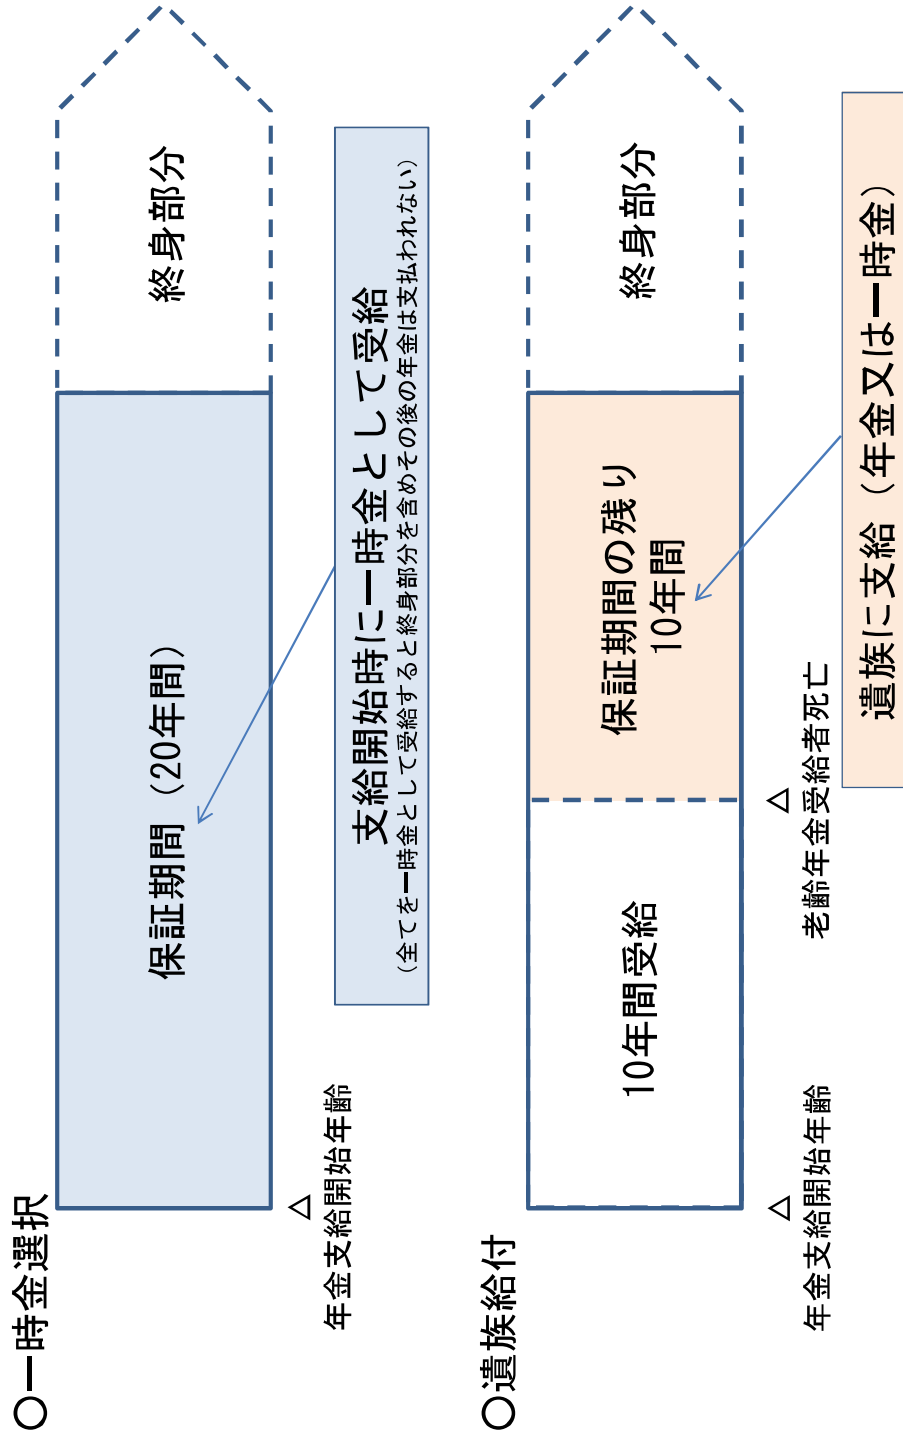 ○一時金選択
保証期間（20年間）
終身部分
△
年金支給開始年齢
支給開始時に一時金として受給
（全てを一時金として受給すると終身部分を含めその後の年金は支払われない）
○遺族給付
10年間受給
保証期間の残り
10年間
終身部分
△
年金支給開始年齢
△
老齢年金受給者死亡
遺族に支給（年金又は一時金）